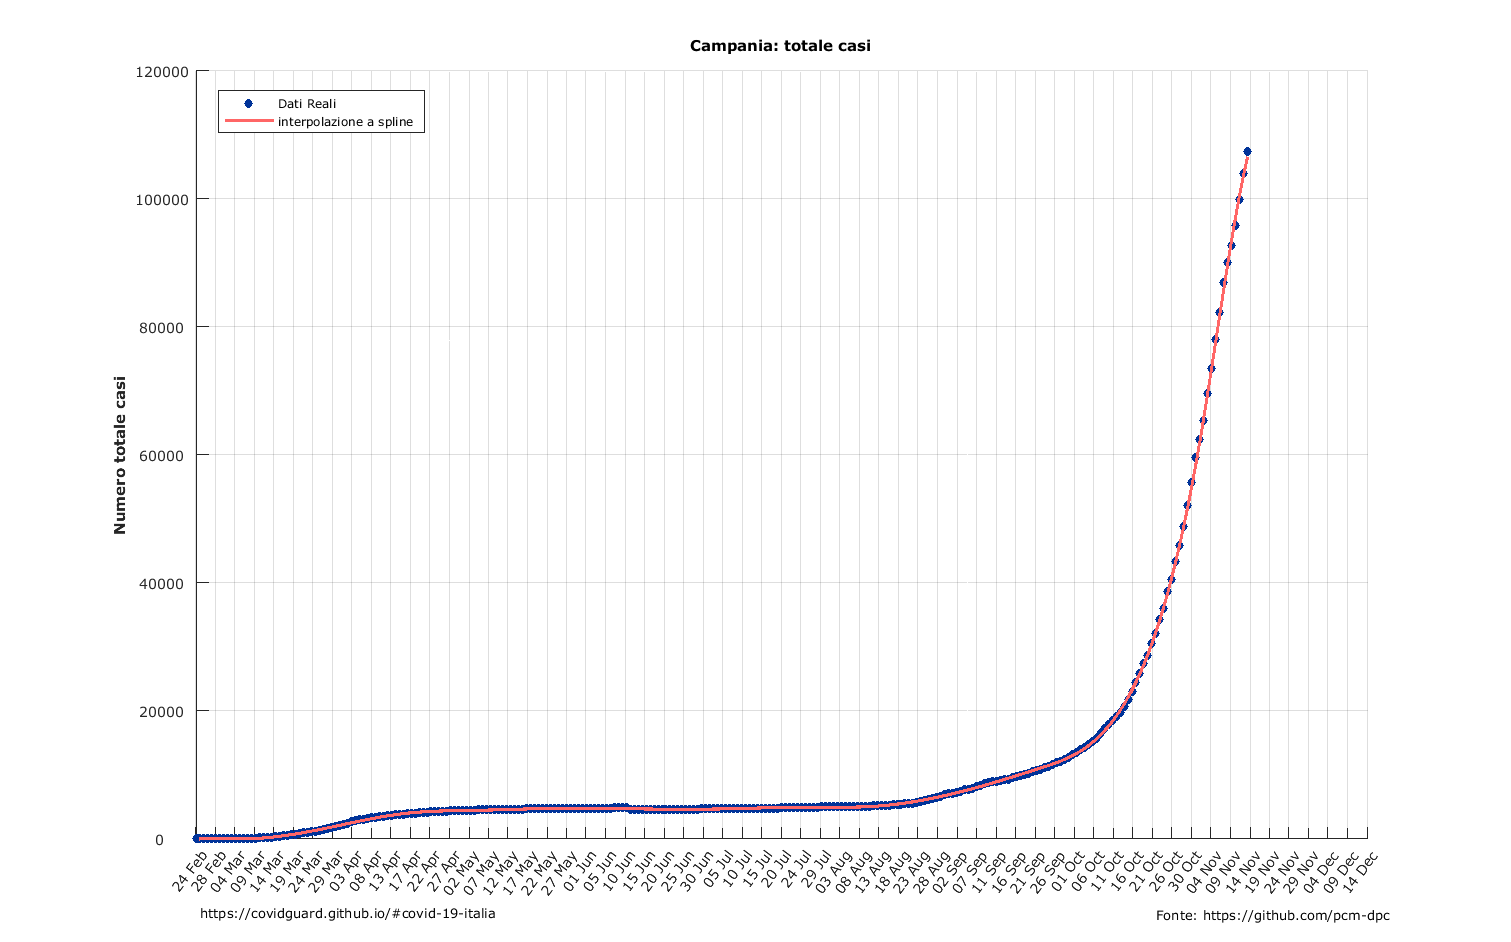 Campania: totale casi
120000
Dati Reali
interpolazione a spline
100000
80000
60000
40000
20000
0
Numero totale casi
24 Feb
28 Feb
04 Mar
09 Mar
14 Mar
19 Mar
24 Mar
29 Mar
03 Apr
08 Apr
13 Apr
17 Apr
22 Apr
27 Apr
02 May
07 May
12 May
17 May
22 May
27 May
01 Jun
05 Jun
10 Jun
15 Jun
20 Jun
25 Jun
30 Jun
05 Jul
10 Jul
15 Jul
20 Jul
24 Jul
29 Jul
03 Aug
08 Aug
13 Aug
18 Aug
23 Aug
28 Aug
02 Sep
07 Sep
11 Sep
16 Sep
21 Sep
26 Sep
01 Oct
06 Oct
11 Oct
16 Oct
21 Oct
26 Oct
30 Oct
04 Nov
09 Nov
14 Nov
19 Nov
24 Nov
29 Nov
04 Dec
09 Dec
14 Dec
https://covidguard.github.io/#covid-19-italia
Fonte: https://github.com/pcm-dpc